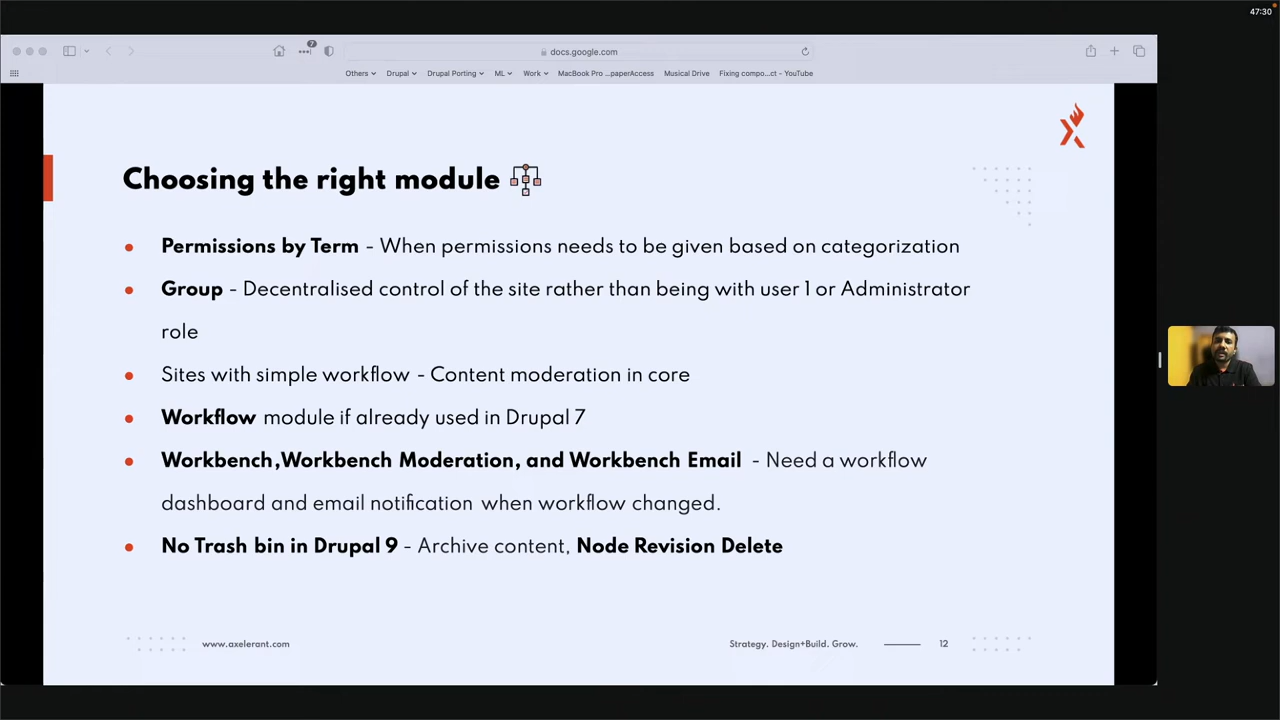 47:30
7
docs.google.com
Others Drupal Drupal Porting ML Work MacBook Pro ...paperAccess Musical Drive Fixing compo...ct - YouTube
Choosing the right module
Permissions by Term - When permissions needs to be given based on categorization
Group - Decentralised control of the site rather than being with user 1 or Administrator
role
Sites with simple workflow - Content moderation in core
Workflow module if already used in Drupal 7
Workbench,Workbench Moderation, and Workbench Email - Need a workflow
dashboard and email notification when workflow changed.
No Trash bin in Drupal 9 - Archive content, Node Revision Delete
www.axelerant.com
Strategy. Design+Build. Grow.
12